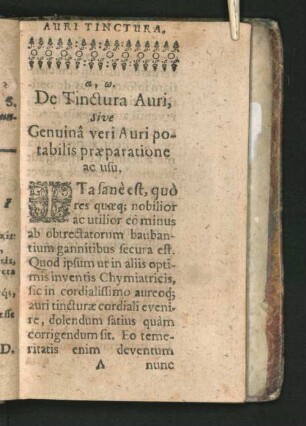 AURI TINCTURA.
α, ω.
De Tinctura Auri,
sive
Genuinâ veri Auri po-
tabilis præparatione
ac usu.
ITa sanè est, quò
res quæq; nobilior
ac utilior eò minus
ab obtrectatorum bauban-
tium gannitibus secura est.
Quod ipsum ut in aliis opti-
mis inventis Chymiatricis,
sic in cordialissimo aureoq;
auri tincturæ cordiali eveni-
re, dolendum satius quàm
corrigendum sit. Eo teme-
ritatis enim deventum
A nunc